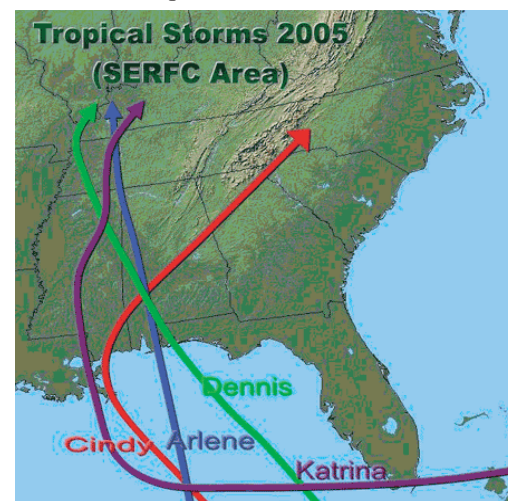 Tropical Storms 2005
(SERFC Area)
Dennis
Cindy
Arlene
Katrina